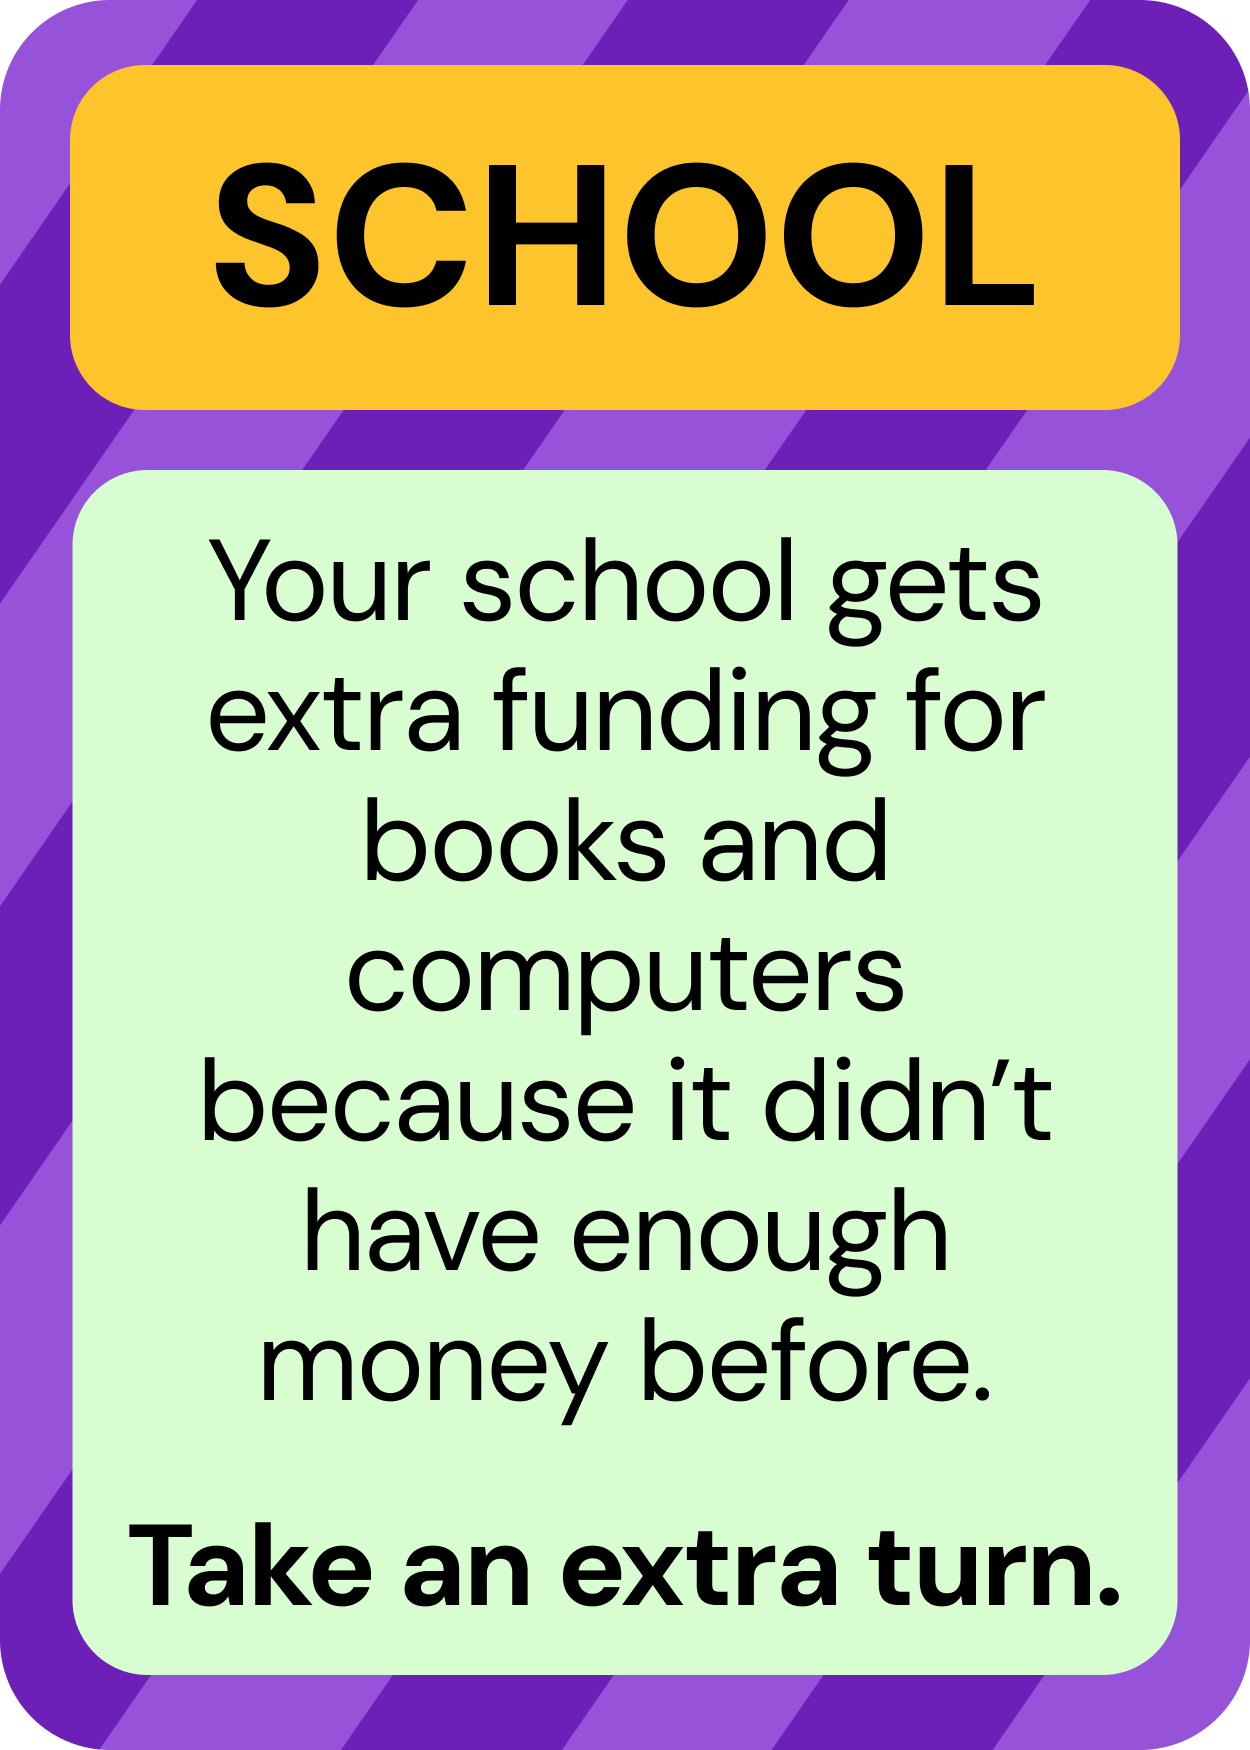 SCHOOL
Your school gets
extra funding for
books and
computers
because it didn’t
have enough
money before.
Take an extra turn.